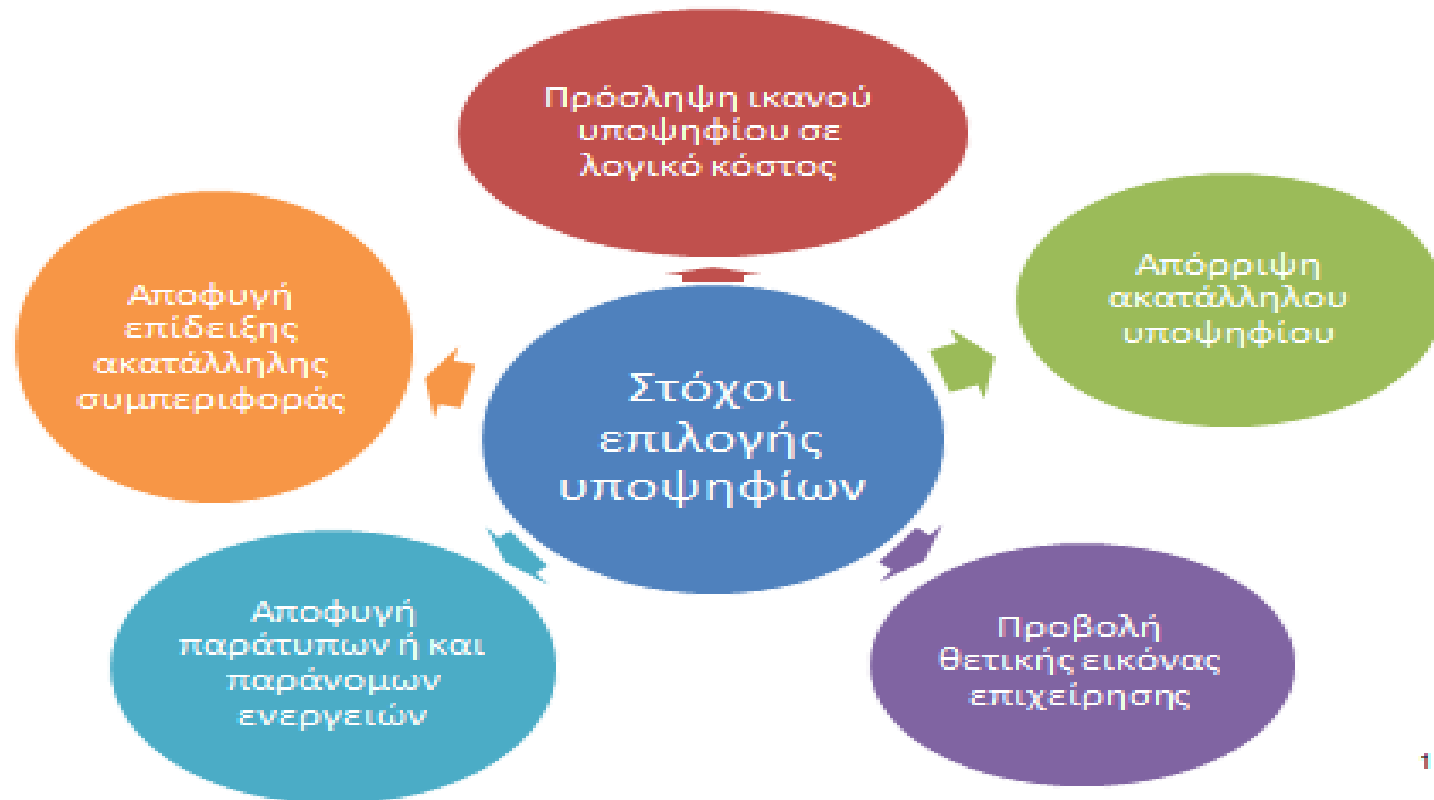 Πρόσληψη ικανού
υποψηφίου σε
λογικό κόστος
Απόρριψη
ακατάλληλου
υποψηφίου
Αποφυγή
επίδειξης
ακατάλληλης
συμπεριφοράς
Στόχοι
επιλογής
υποψηφίων
Αποφυγή
παράτυπων ή και
παράνομων
ενεργειών
Προβολή
θετικής εικόνας
επιχείρησης
1